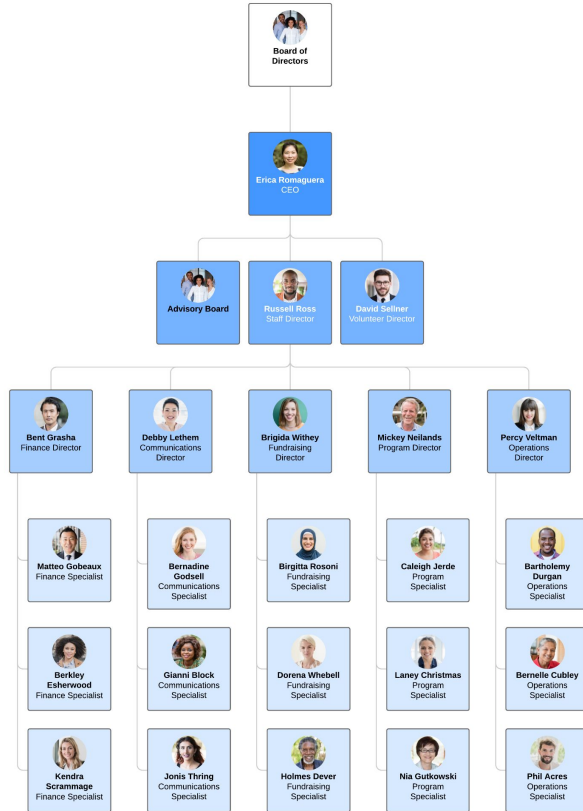 Board of
Directors
Erica Romaguera
CEO
Advisory Board
Russell Ross
Staff Director
David Sellner
Volunteer Director
Bent Grasha
Finance Director
Debby Lethem
Communications
Director
Brigida Withey
Fundraising
Director
Mickey Neilands
Program Director
Percy Veltman
Operations
Director
Matteo Gobeaux
Finance Specialist
Bernadine
Godsell
Communications
Specialist
Birgitta Rosoni
Fundraising
Specialist
Caleigh Jerde
Program
Specialist
Bartholemy
Durgan
Operations
Specialist
Berkley
Esherwood
Finance Specialist
Gianni Block
Communications
Specialist
Dorena Whebell
Fundraising
Specialist
Laney Christmas
Program
Specialist
Bernelle Cubley
Operations
Specialist
Kendra
Scrammage
Finance Specialist
Jonis Thring
Communications
Specialist
Holmes Dever
Fundraising
Specialist
Nia Gutkowski
Program
Specialist
Phil Acres
Operations
Specialist